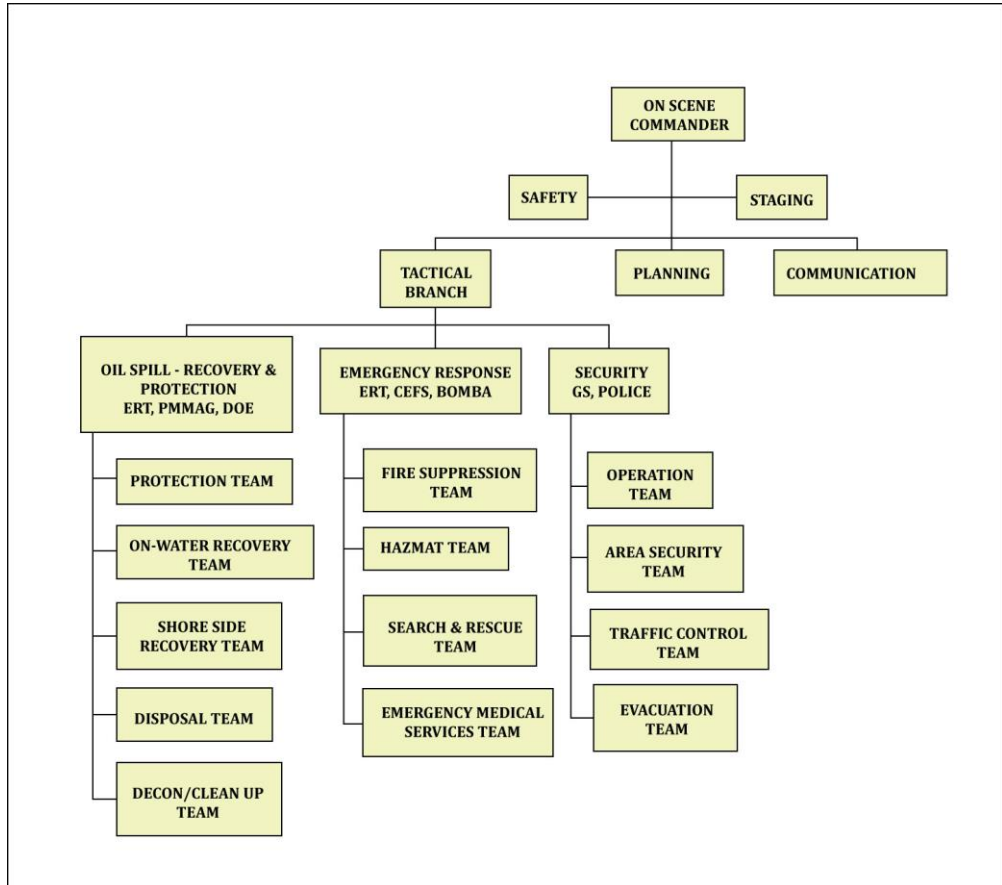 ON SCENE
COMMANDER
SAFETY
STAGING
TACTICAL
BRANCH
PLANNING
COMMUNICATION
OIL SPILL - RECOVERY &
PROTECTION
ERT, PMMAG, DOE
EMERGENCY RESPONSE
ERT, CEFS, BOMBA
SECURITY
GS, POLICE
PROTECTION TEAM
ON-WATER RECOVERY
TEAM
SHORE SIDE
RECOVERY TEAM
DISPOSAL TEAM
DECON/CLEAN UP
TEAM
FIRE SUPPRESSION
TEAM
HAZMAT TEAM
SEARCH & RESCUE
TEAM
EMERGENCY MEDICAL
SERVICES TEAM
OPERATION
TEAM
AREA SECURITY
TEAM
TRAFFIC CONTROL
TEAM
EVACUATION
TEAM